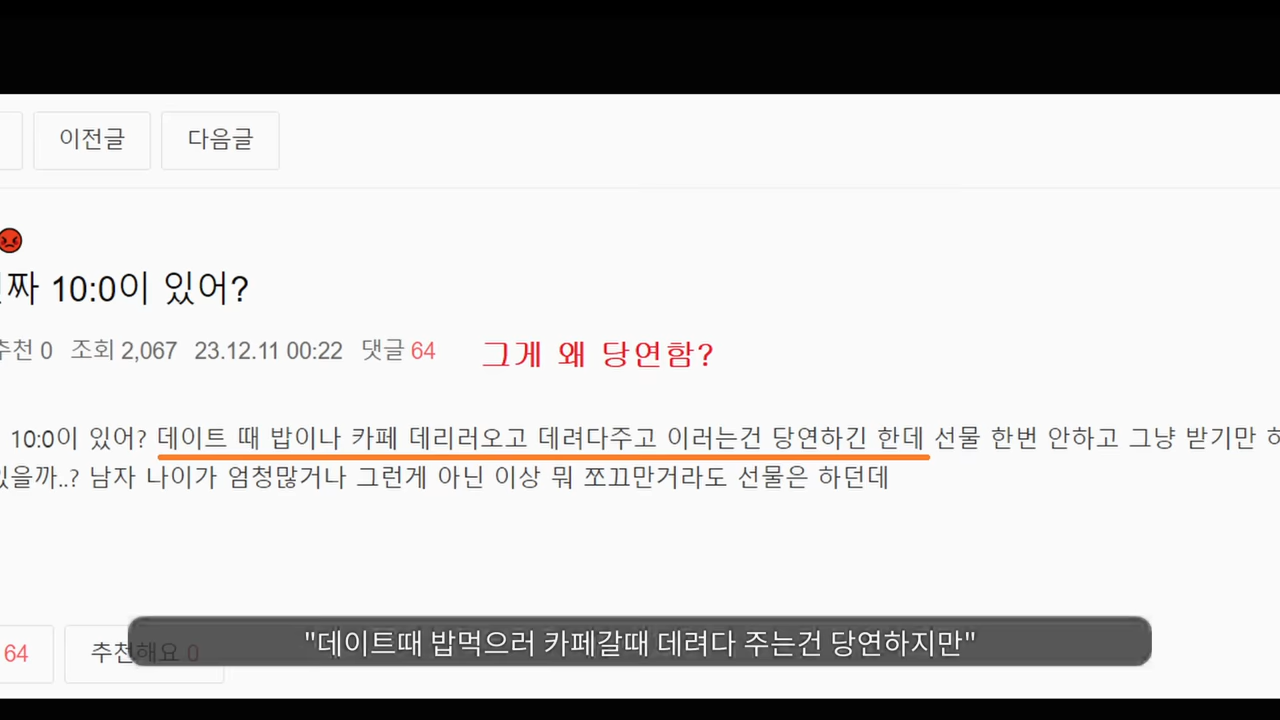 이전글 다음글
짜 10:0이 있어?
추천 0 조회 2,067 23.12.11 00:22 댓글 64
그게 왜 당연함?
10:0이 있어? 데이트 때 밥이나 카페 데리러오고 데려다주고 이러는건 당연하긴 한데 선물 한번 안하고 그냥 받기만
있을까..? 남자 나이가 엄청많거나 그런게 아닌 이상 뭐 쪼끄만거라도 선물은 하던데
64 추천해요 0
"데이트때 밥먹으러 카페갈때 데려다 주는건 당연하지만"